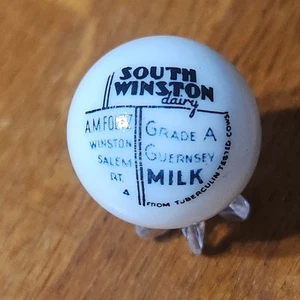 SOUTH
WINSTON
dairy
A.M. FOLTZ
WINSTON
SALEM
RT.
4
GRADE A
GUERNSEY
MILK
FROM TUBERCULIN TESTED COWS